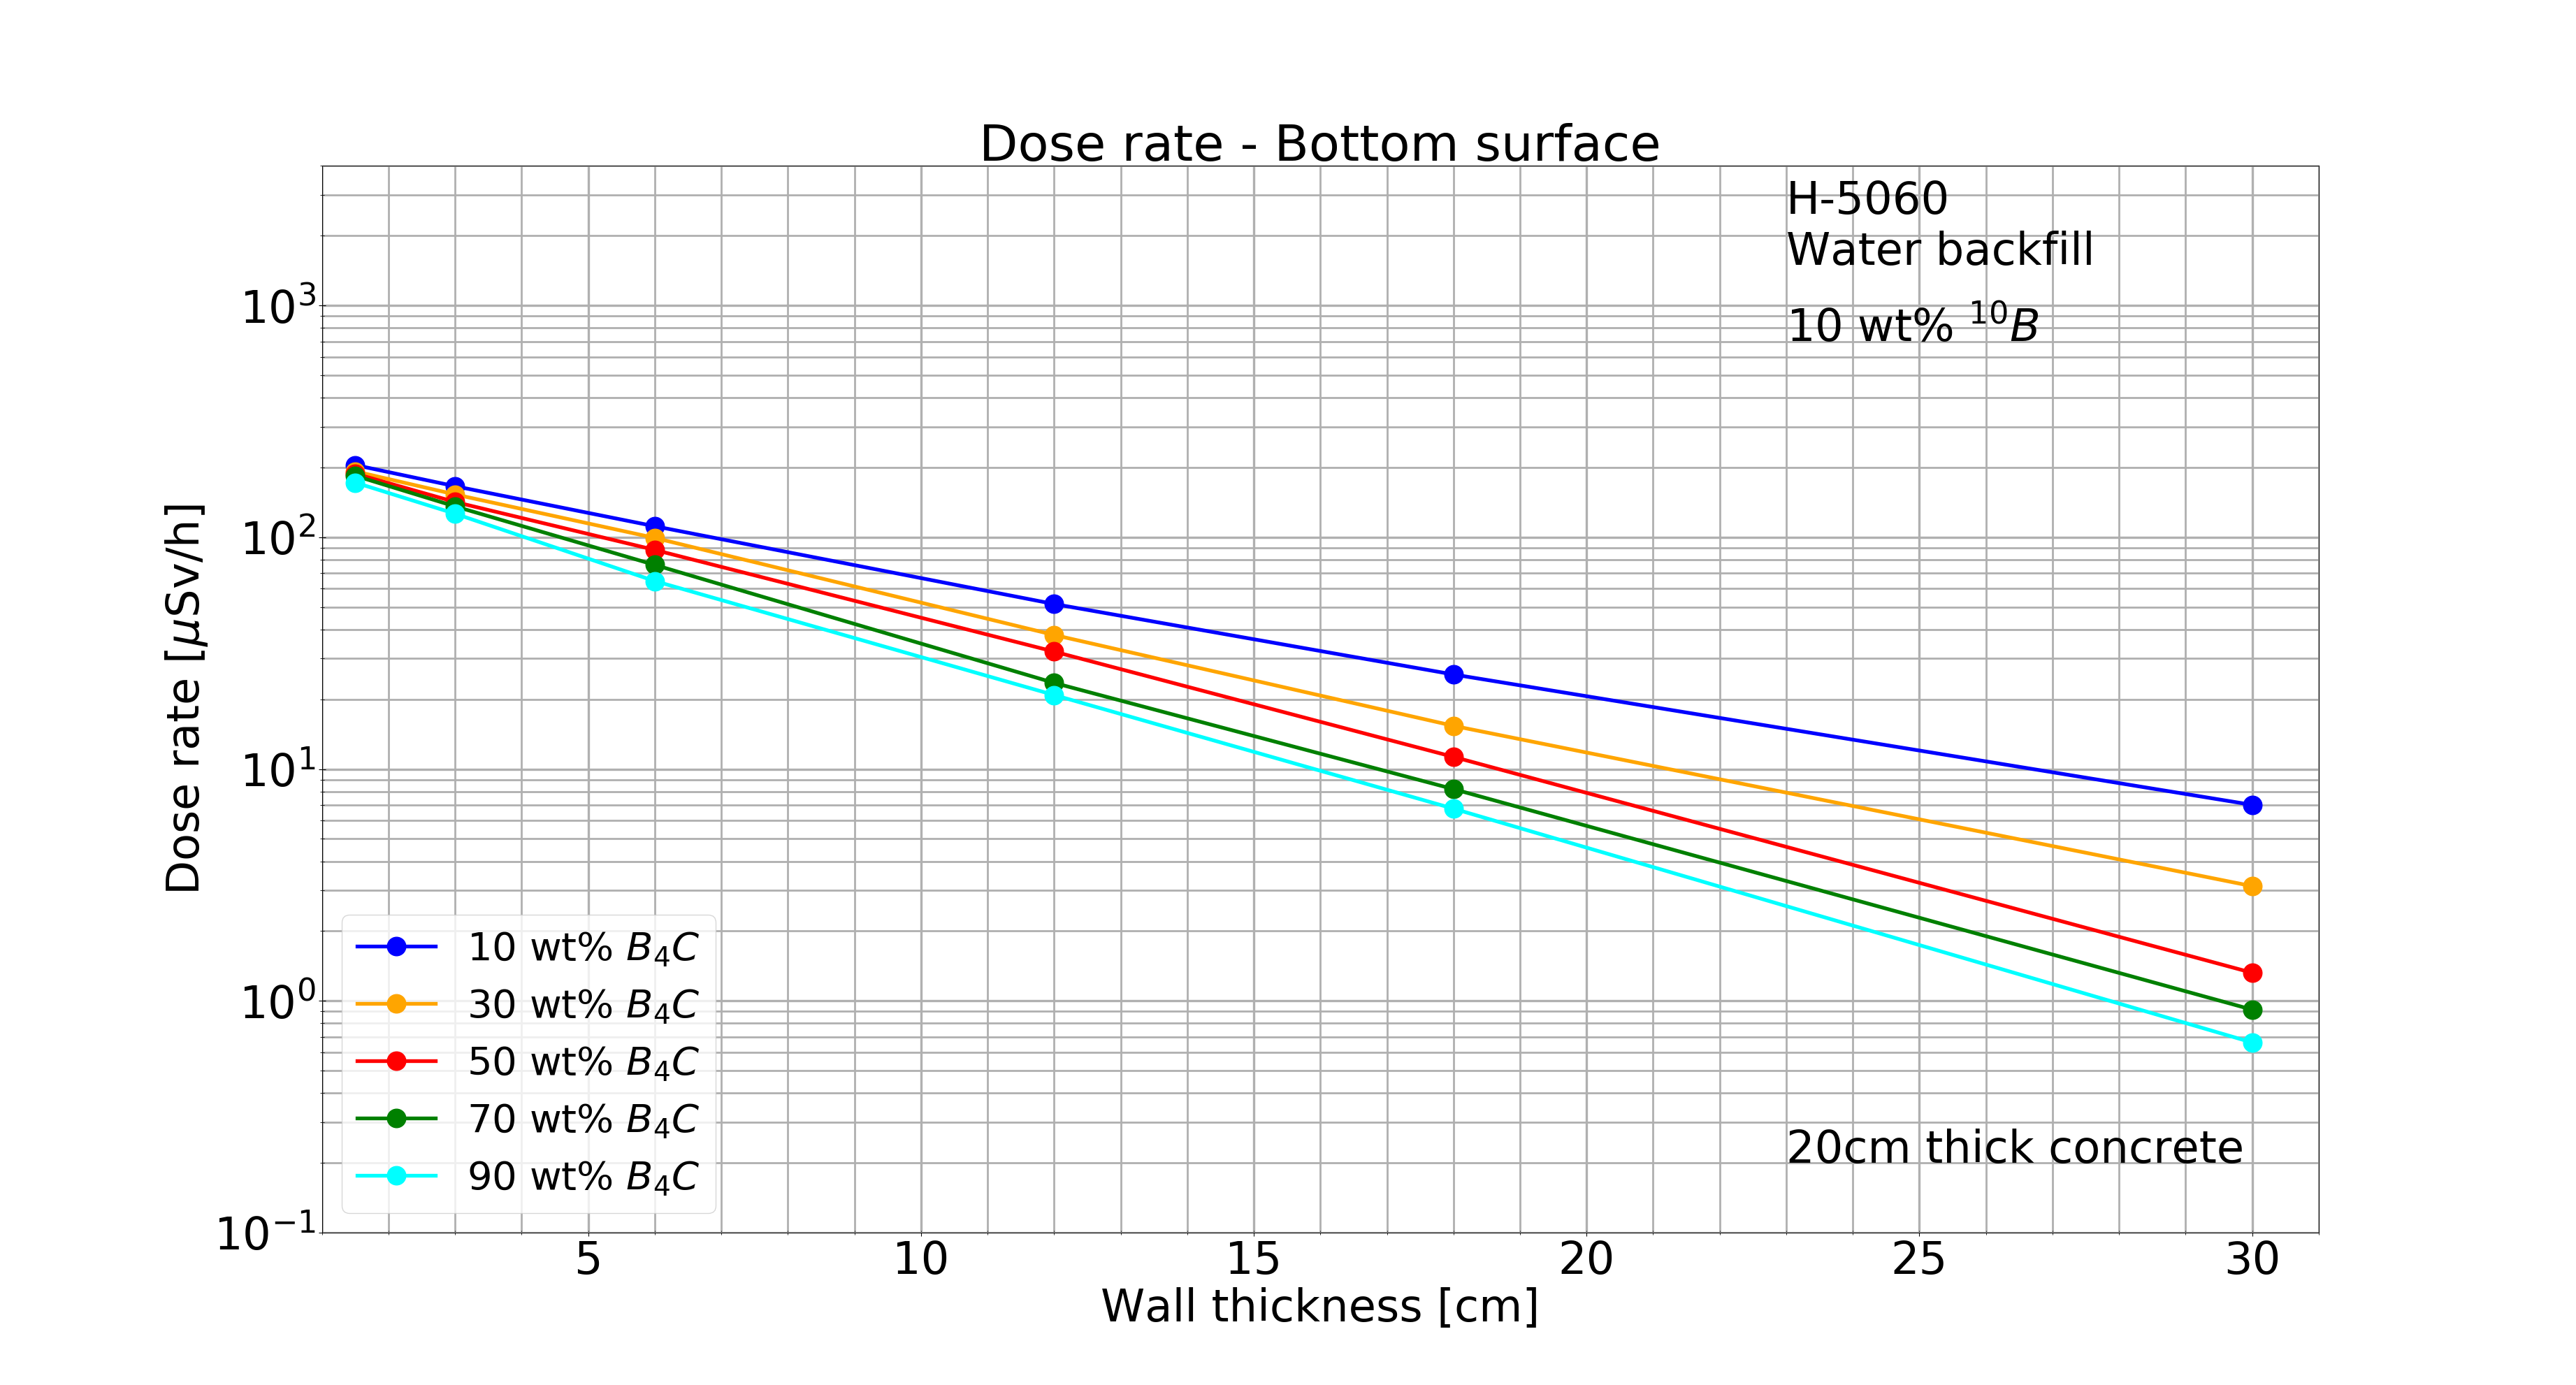 Dose rate - Bottom surface
H-5060
Water backfill
10 wt% ¹⁰B
10³
10²
10¹
10⁰
10⁻¹
Dose rate [μSv/h]
10 wt% B₄C
30 wt% B₄C
50 wt% B₄C
70 wt% B₄C
90 wt% B₄C
20cm thick concrete
5 10 15 20 25 30
Wall thickness [cm]